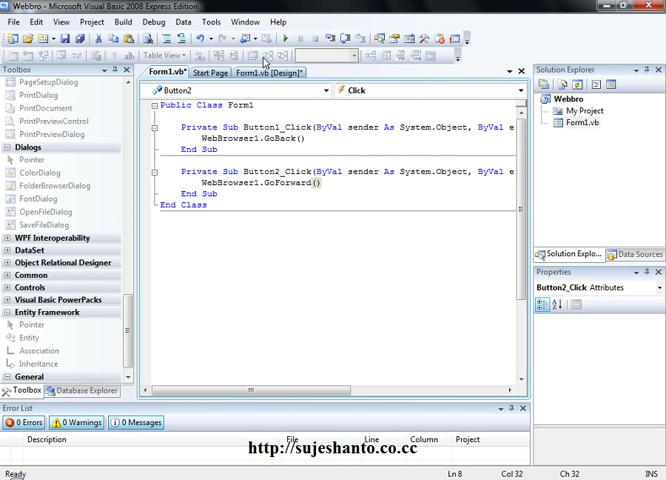 Webbro - Microsoft Visual Basic 2008 Express Edition
File Edit View Project Build Debug Data Tools Window Help
Table View
Toolbox
PageSetupDialog
PrintDialog
PrintDocument
PrintPreviewControl
PrintPreviewDialog
Dialogs
Pointer
ColorDialog
FolderBrowserDialog
FontDialog
OpenFileDialog
SaveFileDialog
WPF Interoperability
DataSet
Object Relational Designer
Common
Controls
Visual Basic PowerPacks
Entity Framework
Pointer
Entity
Association
Inheritance
General
Toolbox Database Explorer
Form1.vb* Start Page Form1.vb [Design]*
Button2 Click
Public Class Form1
Private Sub Button1_Click(ByVal sender As System.Object, ByVal e
WebBrowser1.GoBack()
End Sub
Private Sub Button2_Click(ByVal sender As System.Object, ByVal e
WebBrowser1.GoForward()
End Sub
End Class
Solution Explorer
Webbro
My Project
Form1.vb
Solution Explo... Data Sources
Properties
Button2_Click Attributes
Error List
0 Errors 0 Warnings 0 Messages
Description File Line Column Project
http://sujeshanto.co.cc
Ready Ln 8 Col 32 Ch 32 INS